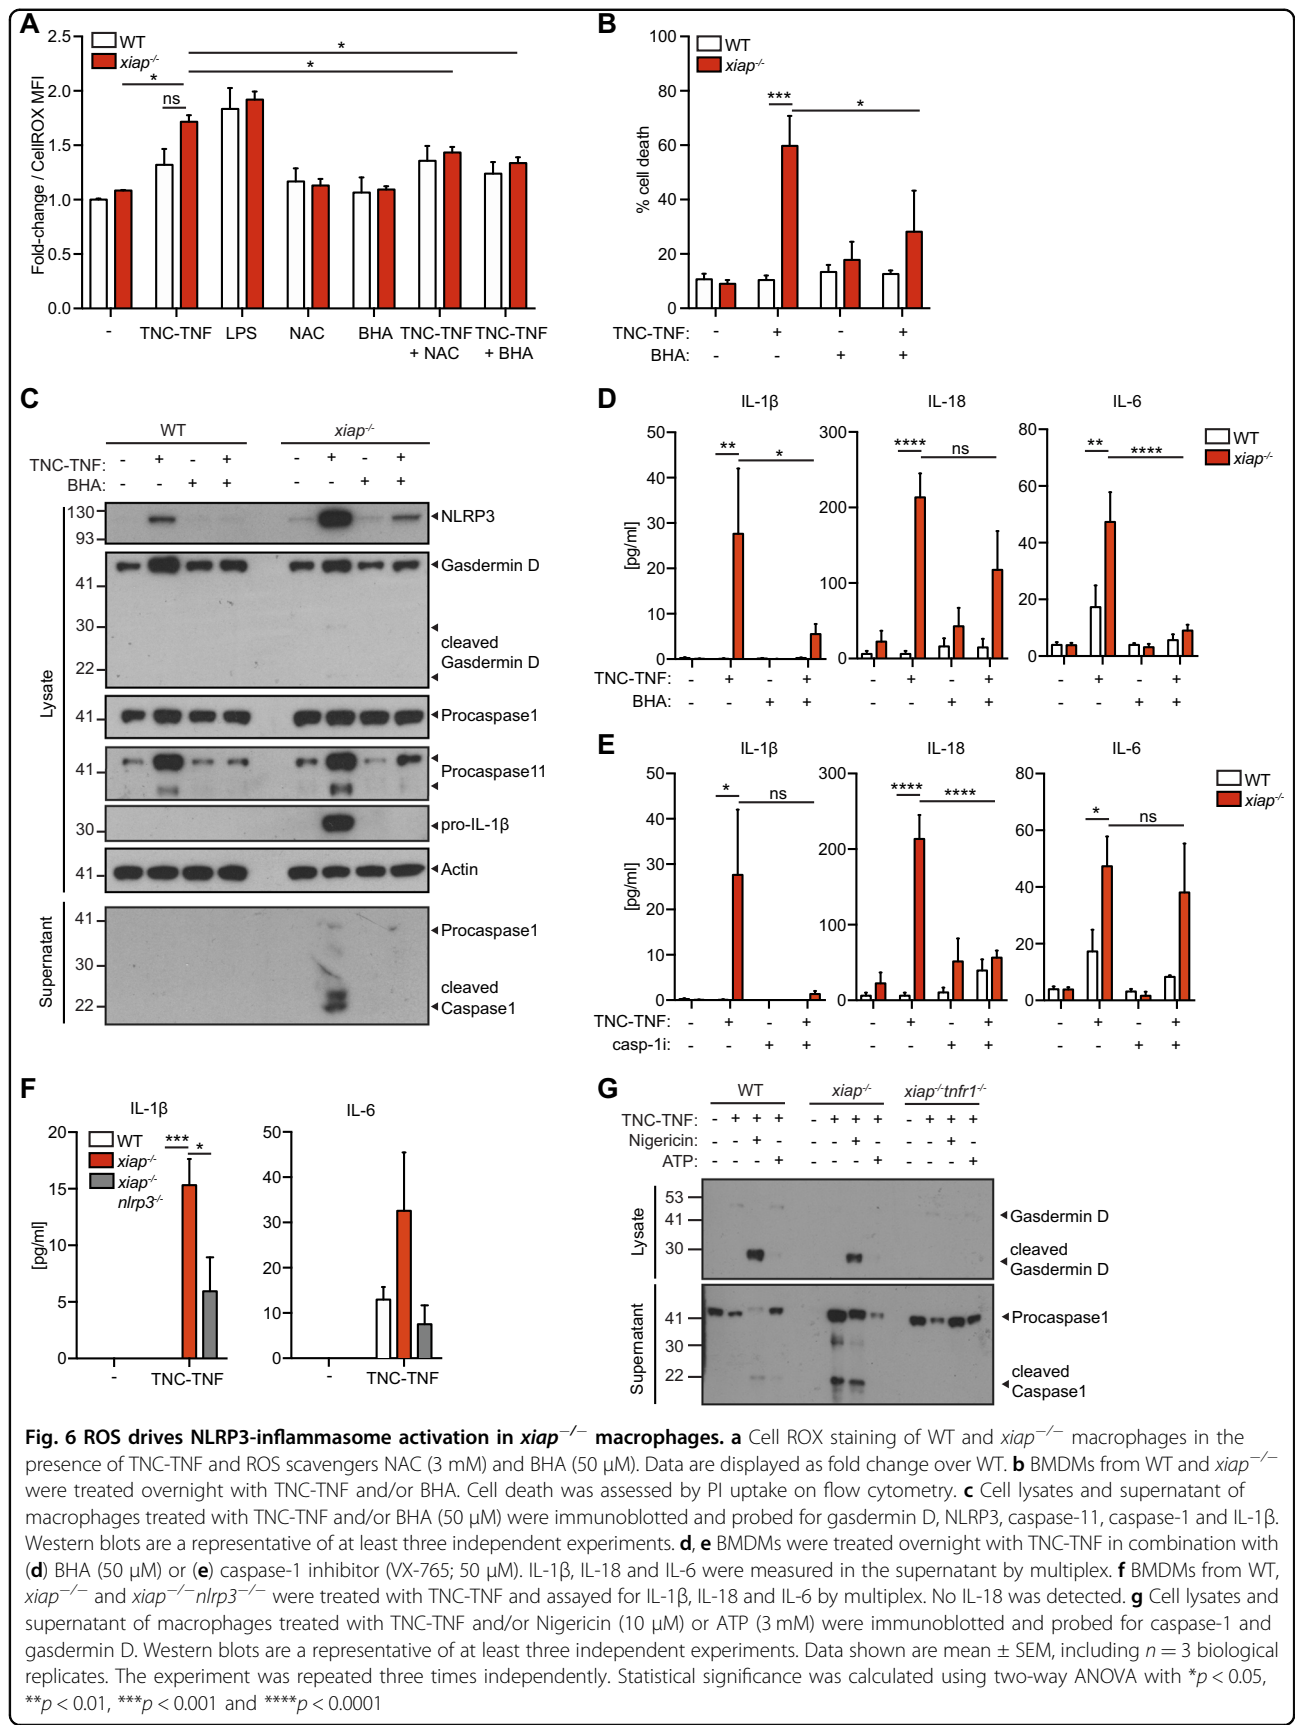 A
2.5
2.0
1.5
1.0
0.5
0.0
Fold-change / CellROX MFI
WT
xiap-/-
*
*
*
ns
- TNC-TNF LPS NAC BHA TNC-TNF TNC-TNF
+ NAC + BHA
B
100
80
60
40
20
0
% cell death
WT
xiap-/-
*** *
TNC-TNF: - + - +
BHA: - - + +
C
WT xiap-/-
TNC-TNF: - + - + - + - +
BHA: - - + + - - + +
Lysate
130
93
NLRP3
Gasdermin D
41
30
22
cleaved
Gasdermin D
41
Procaspase1
41
Procaspase11
30
pro-IL-1β
41
Actin
Supernatant
41
30
22
Procaspase1
cleaved
Caspase1
D
IL-1β IL-18 IL-6
[pg/ml]
50
40
30
20
10
0
** *
300
200
100
0
**** ns
80
60
40
20
0
** ****
WT
xiap-/-
TNC-TNF: - + - + - + - + - + - +
BHA: - - + + - - + + - - + +
E
IL-1β IL-18 IL-6
[pg/ml]
50
40
30
20
10
0
* ns
300
200
100
0
**** ****
80
60
40
20
0
* ns
WT
xiap-/-
TNC-TNF: - + - + - + - + - + - +
casp-1i: - - + + - - + + - - + +
F
IL-1β IL-6
[pg/ml]
20
15
10
5
0
WT
xiap-/-
xiap-/-
nlrp3-/-
*** *
50
40
30
20
10
0
- TNC-TNF - TNC-TNF
G
WT xiap-/- xiap-/-tnfr1-/-
TNC-TNF: - + + + - + + + - + + +
Nigericin: - - + - - - + - - - + -
ATP: - - - + - - - + - - - +
Lysate
53
41
30
Gasdermin D
cleaved
Gasdermin D
Supernatant
41
30
22
Procaspase1
cleaved
Caspase1
Fig. 6 ROS drives NLRP3-inflammasome activation in xiap−/− macrophages. a Cell ROX staining of WT and xiap−/− macrophages in the
presence of TNC-TNF and ROS scavengers NAC (3 mM) and BHA (50 µM). Data are displayed as fold change over WT. b BMDMs from WT and xiap−/−
were treated overnight with TNC-TNF and/or BHA. Cell death was assessed by PI uptake on flow cytometry. c Cell lysates and supernatant of
macrophages treated with TNC-TNF and/or BHA (50 µM) were immunoblotted and probed for gasdermin D, NLRP3, caspase-11, caspase-1 and IL-1β.
Western blots are a representative of at least three independent experiments. d, e BMDMs were treated overnight with TNC-TNF in combination with
(d) BHA (50 µM) or (e) caspase-1 inhibitor (VX-765; 50 µM). IL-1β, IL-18 and IL-6 were measured in the supernatant by multiplex. f BMDMs from WT,
xiap−/− and xiap−/−nlrp3−/− were treated with TNC-TNF and assayed for IL-1β, IL-18 and IL-6 by multiplex. No IL-18 was detected. g Cell lysates and
supernatant of macrophages treated with TNC-TNF and/or Nigericin (10 µM) or ATP (3 mM) were immunoblotted and probed for caspase-1 and
gasdermin D. Western blots are a representative of at least three independent experiments. Data shown are mean ± SEM, including n = 3 biological
replicates. The experiment was repeated three times independently. Statistical significance was calculated using two-way ANOVA with *p < 0.05,
**p < 0.01, ***p < 0.001 and ****p < 0.0001